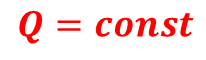 Q = const